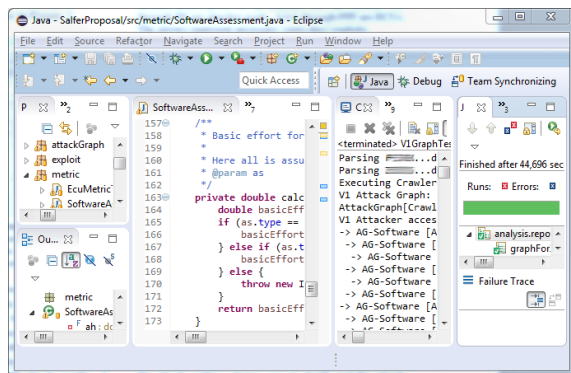 Java - SalferProposal/src/metric/SoftwareAssessment.java - Eclipse
File Edit Source Refactor Navigate Search Project Run Window Help
Quick Access
Java Debug Team Synchronizing
P
»2
attackGraph
exploit
metric
EcuMetric
SoftwareA
Ou...
metric
SoftwareAs
ah : dc
SoftwareAss...
»7
157 /**
158 * Basic effort for
159 *
160 * Here all is assu
161 * @param as
162 */
163 private double calc
164 double basicEff
165 if (as.type ==
166 basicEffort
167 } else if (as.t
168 basicEffort
169 } else {
170 throw new I
171 }
172 return basicEff
173 }
C
»9
<terminated> V1GraphTes
Parsing ...d
Parsing ...d
Executing Crawler
V1 Attack Graph:
AttackGraph[Crawl
V1 Attacker acces
-> AG-Software [A
-> AG-Software [
-> AG-Software [
-> AG-Software [
-> AG-Software [
-> AG-Software [A
-> AG-Software [
J
»3
Finished after 44,696 sec
Runs: Errors:
analysis.repo
graphFor.
Failure Trace